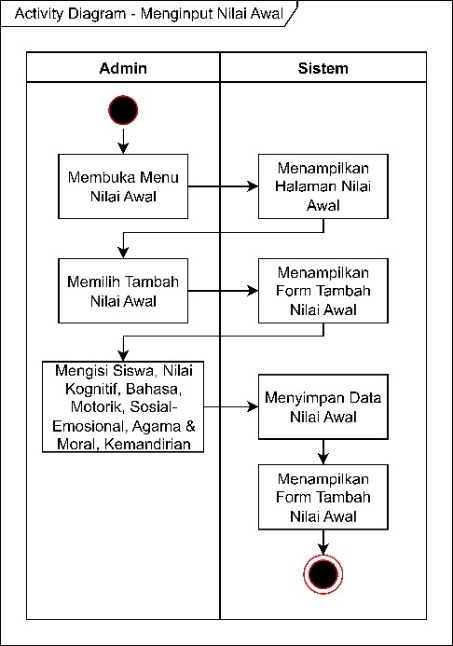 Activity Diagram - Menginput Nilai Awal
Admin
Sistem
Membuka Menu
Nilai Awal
Menampilkan
Halaman Nilai
Awal
Memilih Tambah
Nilai Awal
Menampilkan
Form Tambah
Nilai Awal
Mengisi Siswa, Nilai
Kognitif, Bahasa,
Motorik, Sosial-
Emosional, Agama &
Moral, Kemandirian
Menyimpan Data
Nilai Awal
Menampilkan
Form Tambah
Nilai Awal